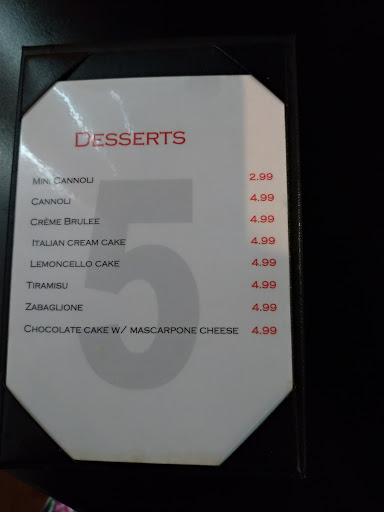 DESSERTS
MINI CANNOLI 2.99
CANNOLI 4.99
CRÈME BRULEE 4.99
ITALIAN CREAM CAKE 4.99
LEMONCELLO CAKE 4.99
TIRAMISU 4.99
ZABAGLIONE 4.99
CHOCOLATE CAKE W/ MASCARPONE CHEESE 4.99
5